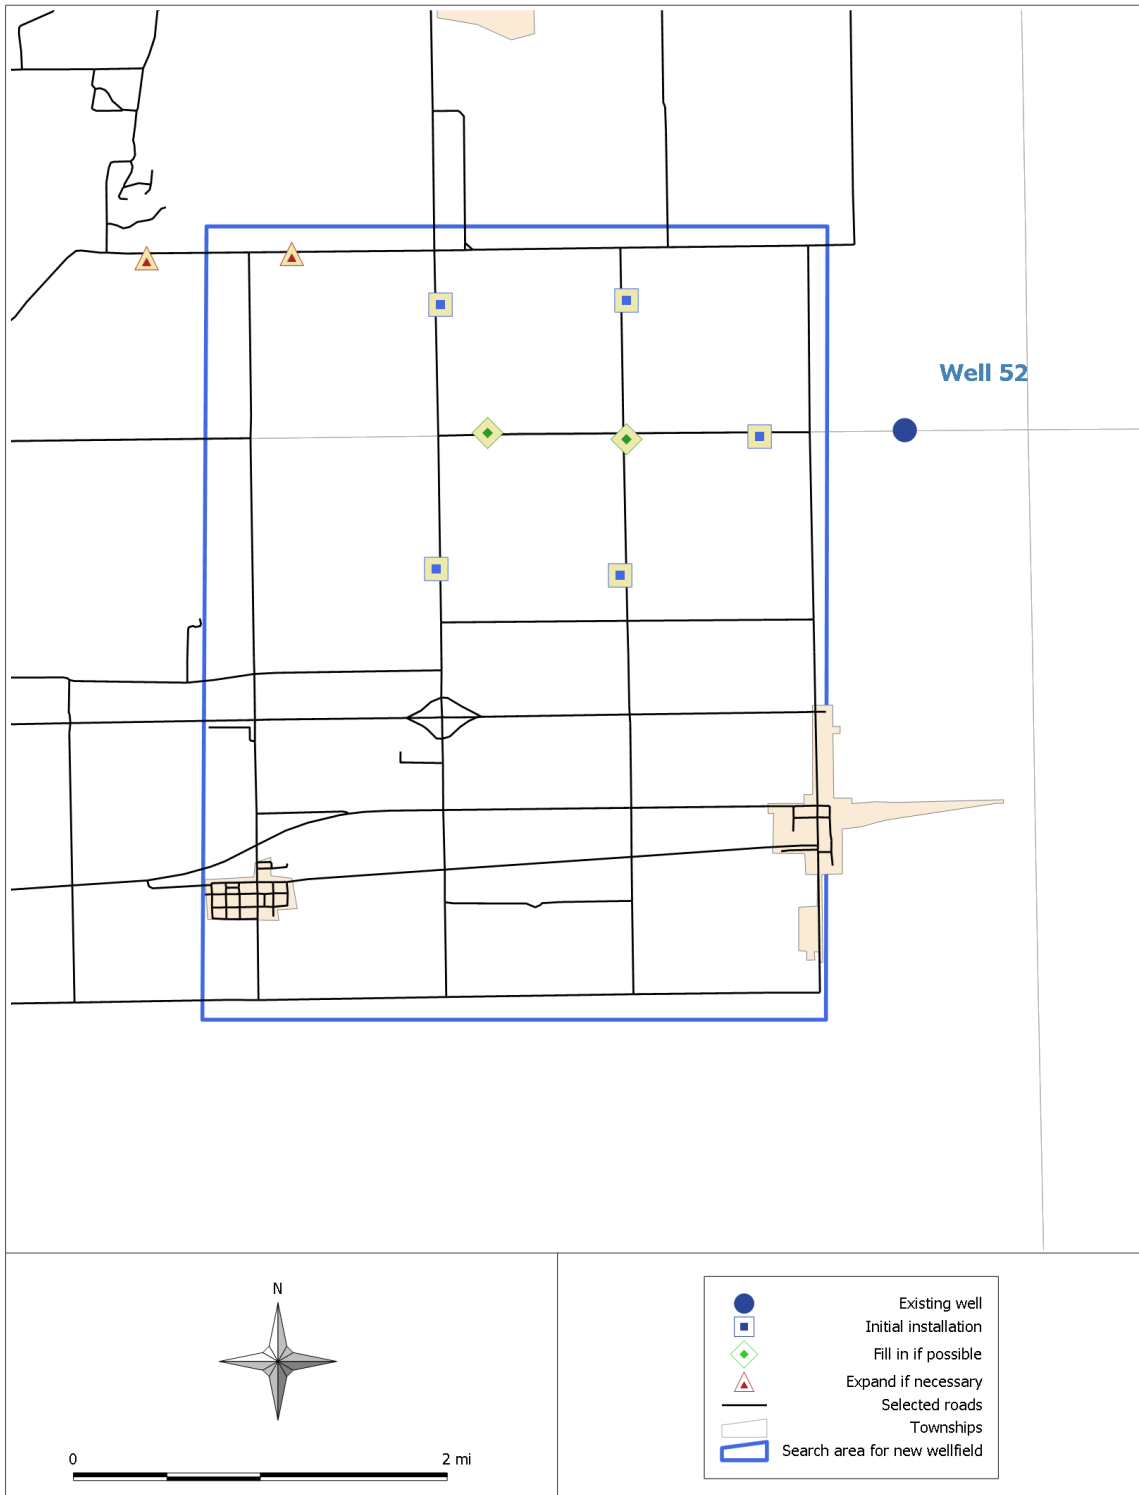 Well 52
N
0 2 mi
Existing well
Initial installation
Fill in if possible
Expand if necessary
Selected roads
Townships
Search area for new wellfield